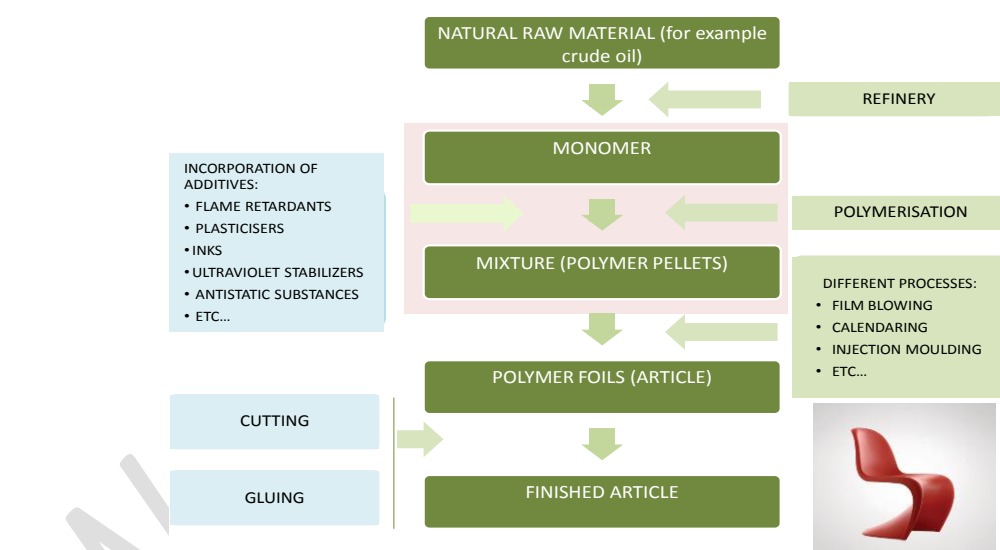 NATURAL RAW MATERIAL (for example
crude oil)
REFINERY
MONOMER
INCORPORATION OF
ADDITIVES:
• FLAME RETARDANTS
• PLASTICISERS
• INKS
• ULTRAVIOLET STABILIZERS
• ANTISTATIC SUBSTANCES
• ETC...
POLYMERISATION
MIXTURE (POLYMER PELLETS)
DIFFERENT PROCESSES:
• FILM BLOWING
• CALENDARING
• INJECTION MOULDING
• ETC...
POLYMER FOILS (ARTICLE)
CUTTING
GLUING
FINISHED ARTICLE